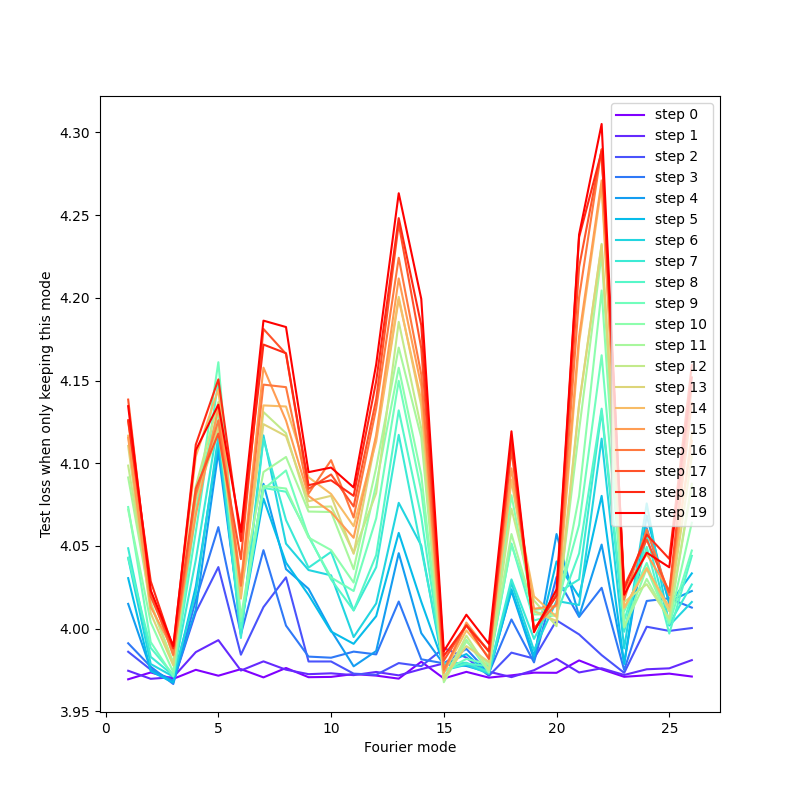 4.30
4.25
4.20
4.15
4.10
4.05
4.00
3.95
Test loss when only keeping this mode
0 5 10 15 20 25
Fourier mode
step 0
step 1
step 2
step 3
step 4
step 5
step 6
step 7
step 8
step 9
step 10
step 11
step 12
step 13
step 14
step 15
step 16
step 17
step 18
step 19